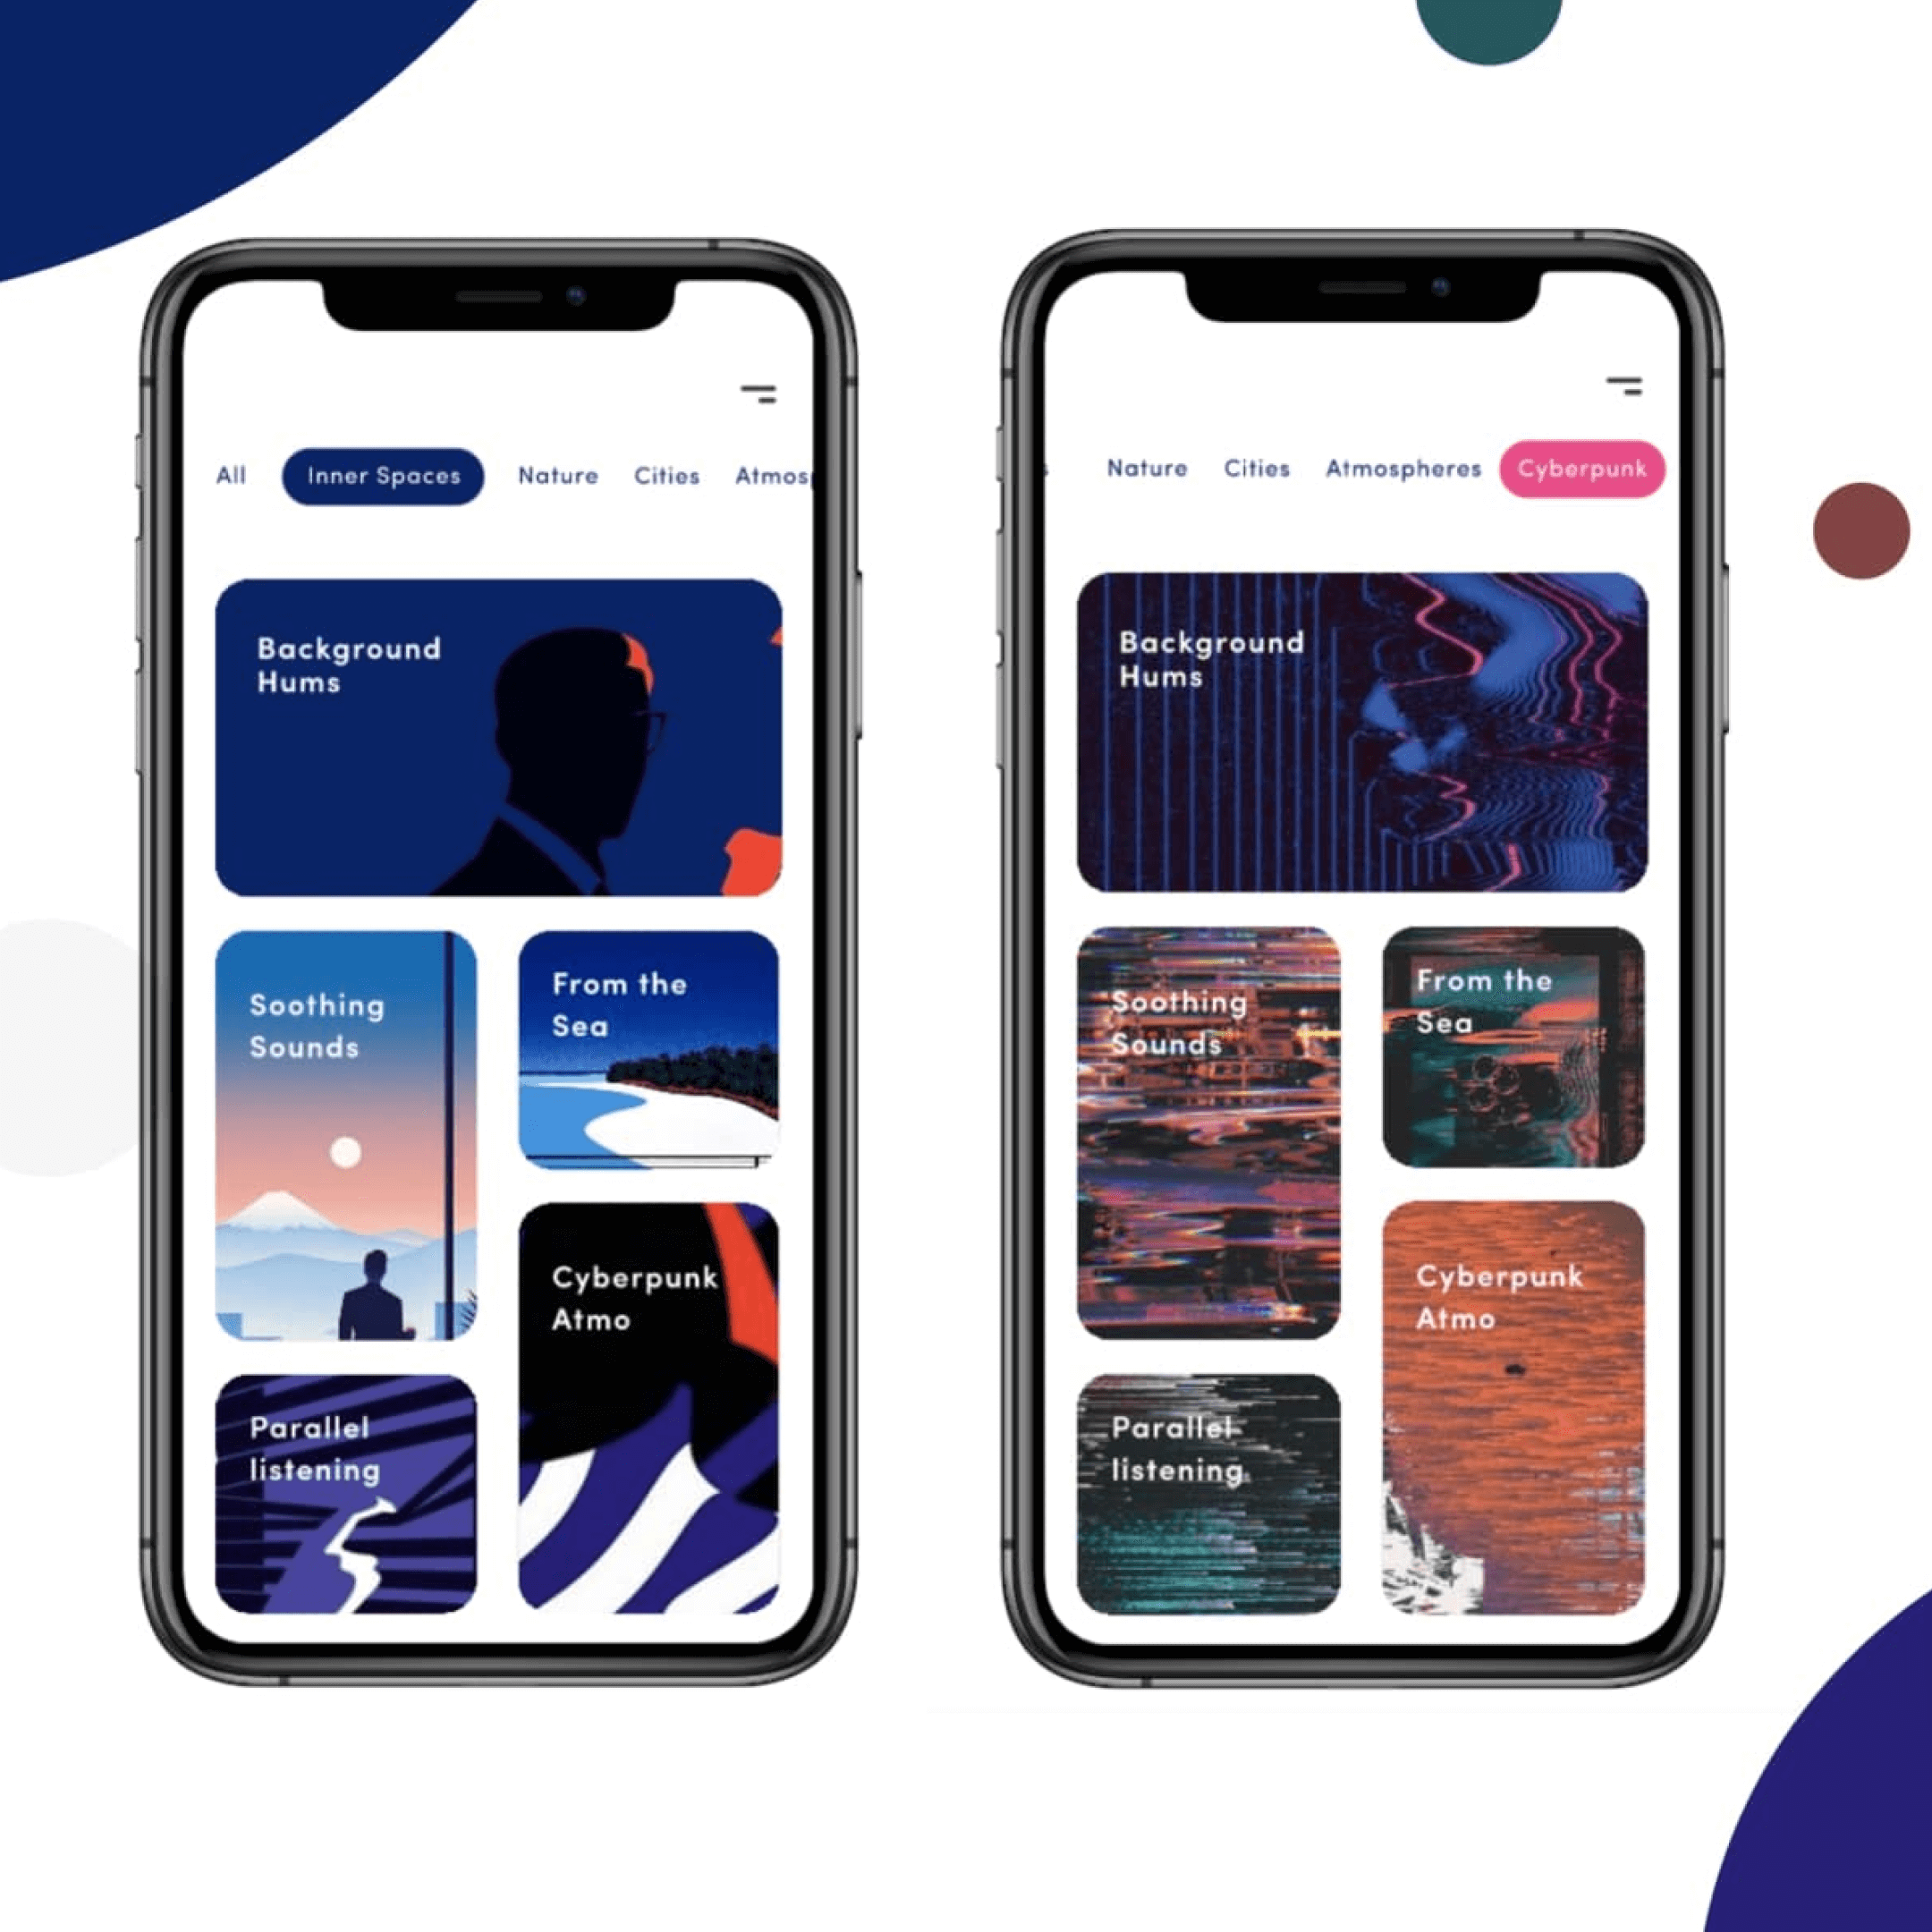 All Inner Spaces Nature Cities Atmosp
Background
Hums
Soothing
Sounds
From the
Sea
Cyberpunk
Atmo
Parallel
listening
s Nature Cities Atmospheres Cyberpunk
Background
Hums
Soothing
Sounds
From the
Sea
Cyberpunk
Atmo
Parallel
listening